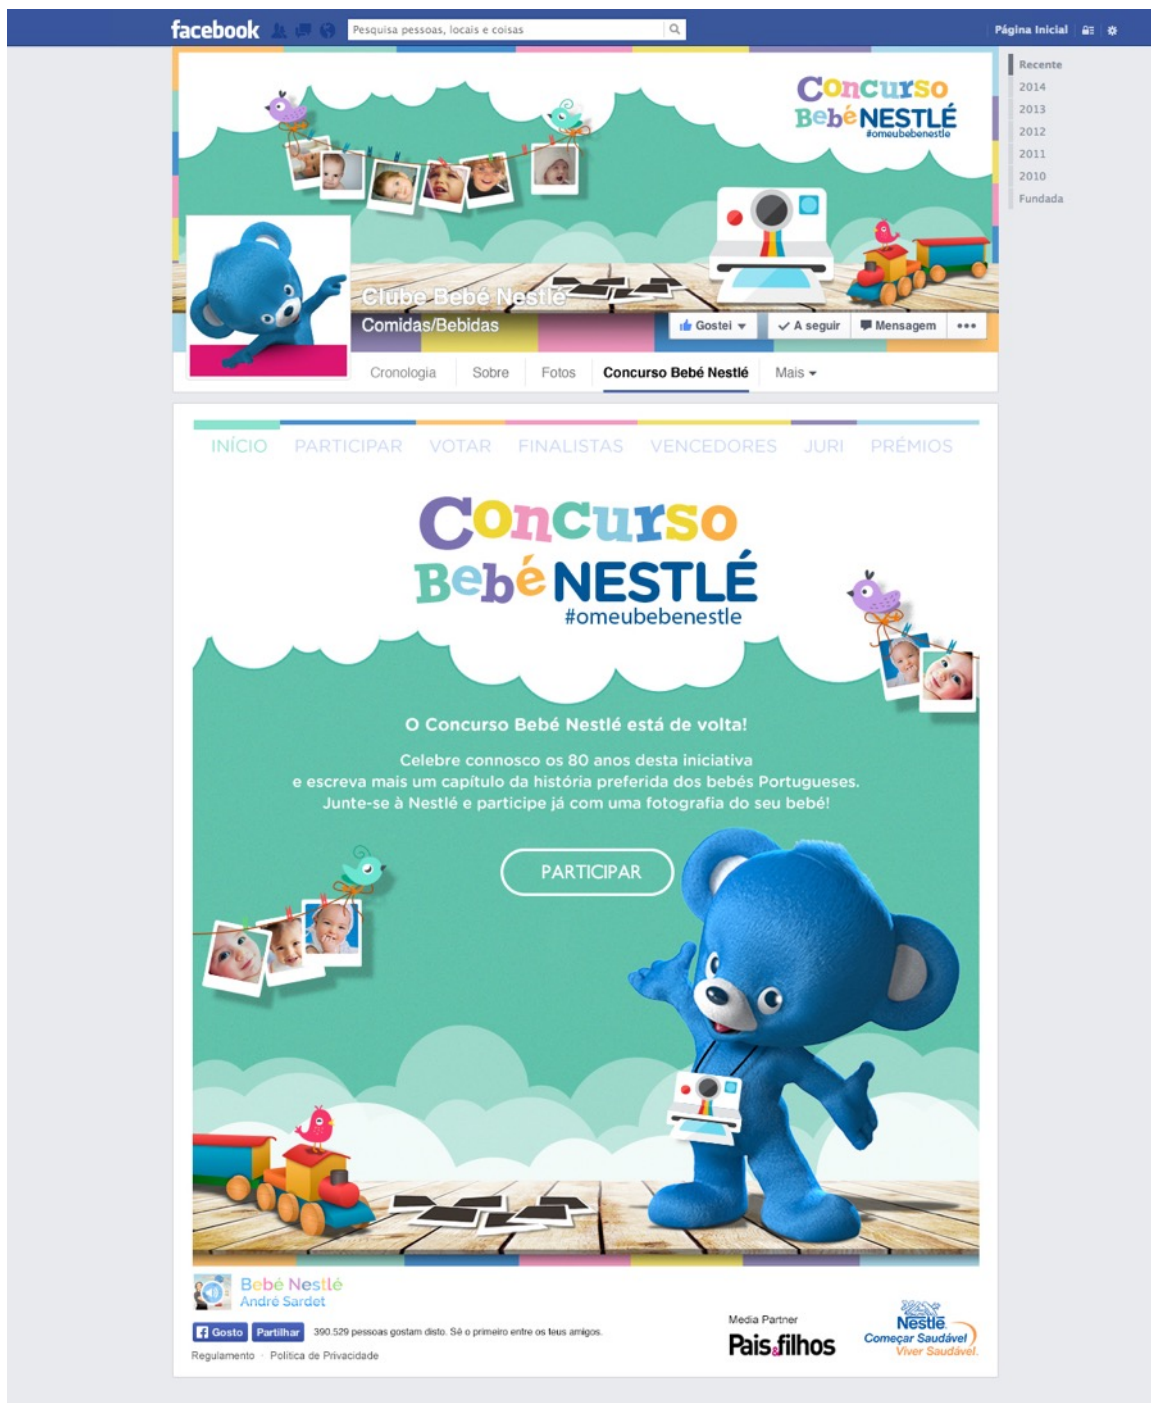 facebook
Pesquisa pessoas, locais e coisas
Página Inicial
Recente
2014
2013
2012
2011
2010
Fundada
Concurso
Bebé NESTLÉ
#omeubebenestle
Clube Bebé Nestlé
Comidas/Bebidas
Gostei
A seguir
Mensagem
Cronologia Sobre Fotos Concurso Bebé Nestlé Mais
INÍCIO PARTICIPAR VOTAR FINALISTAS VENCEDORES JURI PRÉMIOS
Concurso
Bebé NESTLÉ
#omeubebenestle
O Concurso Bebé Nestlé está de volta!
Celebre connosco os 80 anos desta iniciativa
e escreva mais um capítulo da história preferida dos bebés Portugueses.
Junte-se à Nestlé e participe já com uma fotografia do seu bebé!
PARTICIPAR
Bebé Nestlé
André Sardet
Gosto Partilhar 390.529 pessoas gostam disto. Sê o primeiro entre os teus amigos.
Regulamento · Política de Privacidade
Media Partner
Pais&filhos
Nestlé
Começar Saudável
Viver Saudável.